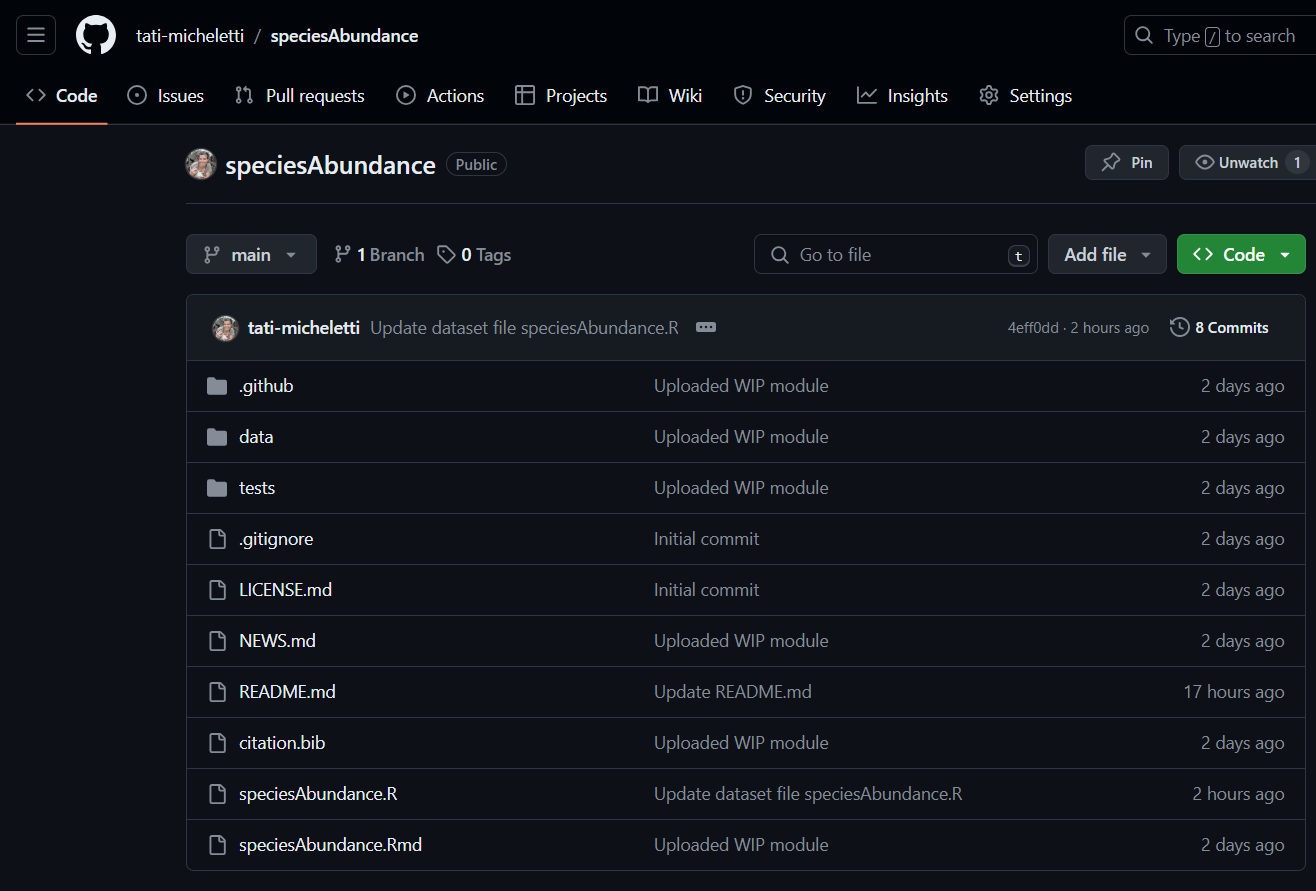 tati-micheletti / speciesAbundance Type / to search
Code Issues Pull requests Actions Projects Wiki Security Insights Settings
speciesAbundance Public Pin Unwatch 1
main 1 Branch 0 Tags Go to file t Add file Code
tati-micheletti Update dataset file speciesAbundance.R 4eff0dd · 2 hours ago 8 Commits
.github Uploaded WIP module 2 days ago
data Uploaded WIP module 2 days ago
tests Uploaded WIP module 2 days ago
.gitignore Initial commit 2 days ago
LICENSE.md Initial commit 2 days ago
NEWS.md Uploaded WIP module 2 days ago
README.md Update README.md 17 hours ago
citation.bib Uploaded WIP module 2 days ago
speciesAbundance.R Update dataset file speciesAbundance.R 2 hours ago
speciesAbundance.Rmd Uploaded WIP module 2 days ago